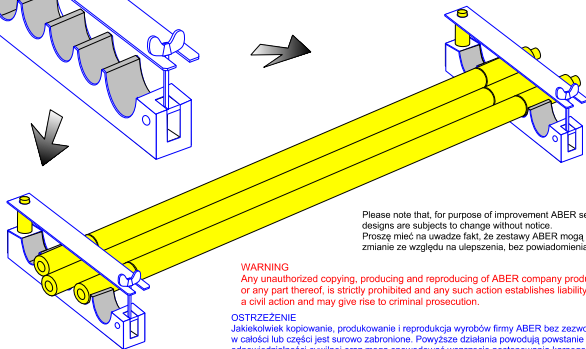 Please note that, for purpose of improvement ABER se
designs are subjects to change without notice.
Proszę mieć na uwadze fakt, że zestawy ABER mogą
zmianie ze względu na ulepszenia, bez powiadomienia
WARNING
Any unauthorized copying, producing and reproducing of ABER company produ
or any part thereof, is strictly prohibited and any such action establishes liability
a civil action and may give rise to criminal prosecution.
OSTRZEŻENIE
Jakiekolwiek kopiowanie, produkowanie i reprodukcja wyrobów firmy ABER bez zezwo
w całości lub części jest surowo zabronione. Powyższe działania powodują powstanie